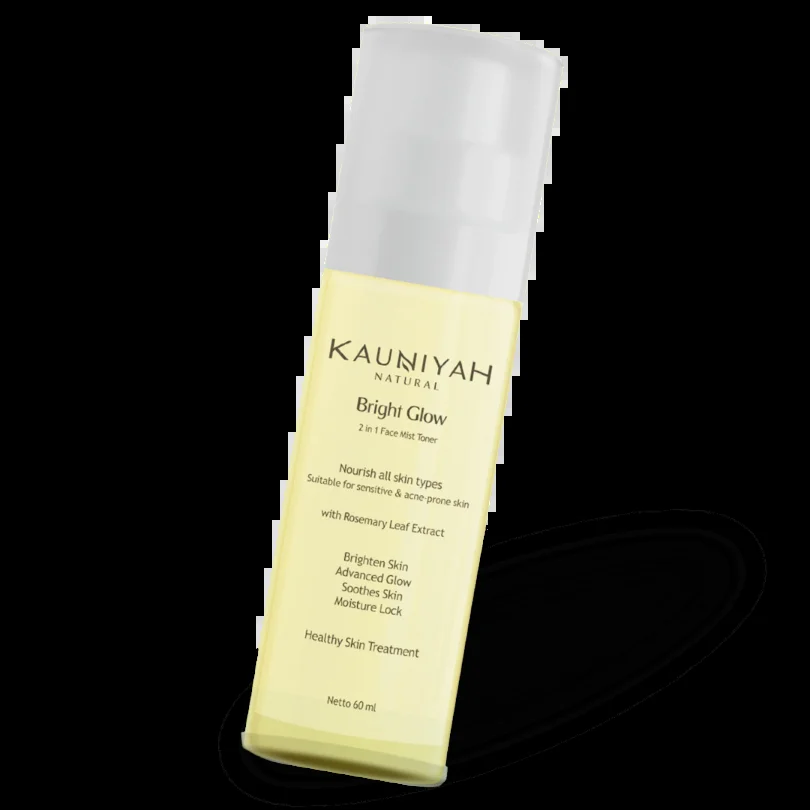 KAUNIYAH
NATURAL
Bright Glow
2 in 1 Face Mist Toner
Nourish all skin types
Suitable for sensitive & acne-prone skin
with Rosemary Leaf Extract
Brighten Skin
Advanced Glow
Soothes Skin
Moisture Lock
Healthy Skin Treatment
Netto 60 ml